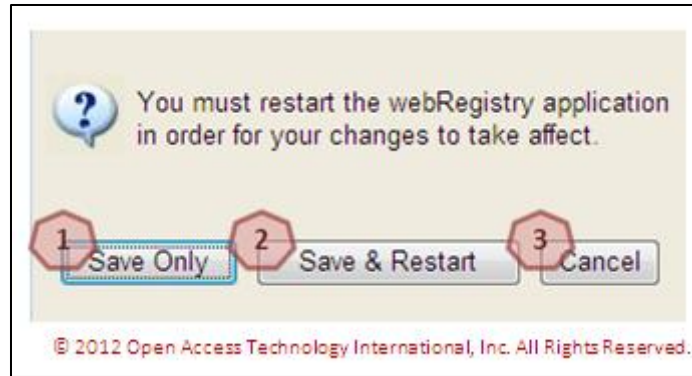 You must restart the webRegistry application
in order for your changes to take affect.
1 Save Only 2 Save & Restart 3 Cancel
© 2012 Open Access Technology International, Inc. All Rights Reserved.